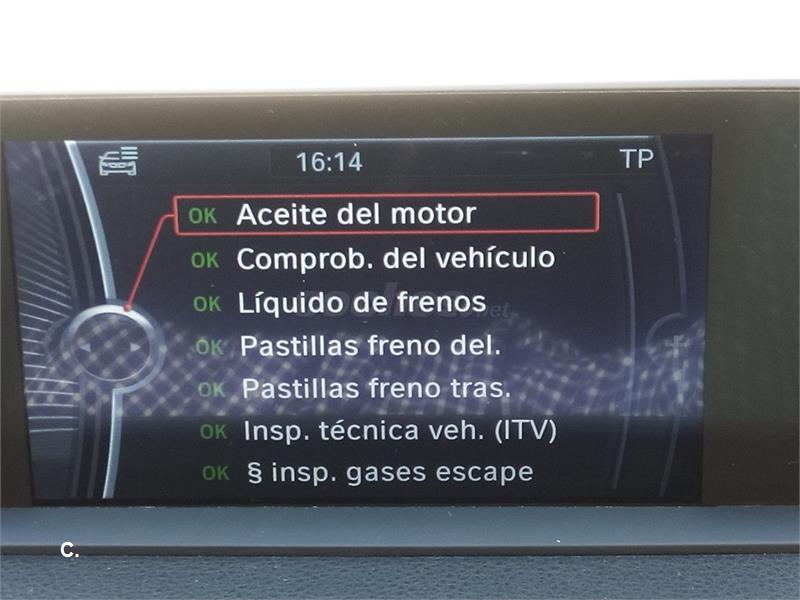 16:14
TP
OK Aceite del motor
OK Comprob. del vehículo
OK Líquido de frenos
OK Pastillas freno del.
OK Pastillas freno tras.
OK Insp. técnica veh. (ITV)
OK § insp. gases escape
C.